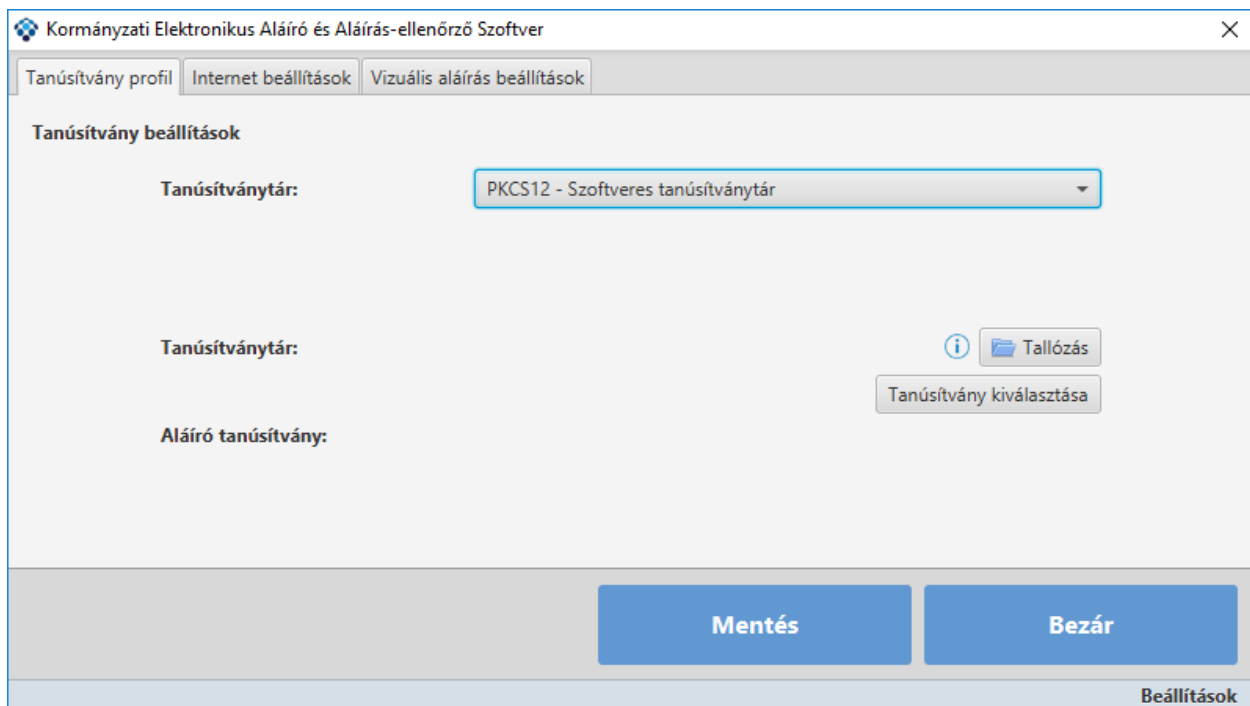 Kormányzati Elektronikus Aláíró és Aláírás-ellenőrző Szoftver
Tanúsítvány profil Internet beállítások Vizuális aláírás beállítások
Tanúsítvány beállítások
Tanúsítványtár: PKCS12 - Szoftveres tanúsítványtár
Tanúsítványtár: Tallózás
Tanúsítvány kiválasztása
Aláíró tanúsítvány:
Mentés Bezár
Beállítások